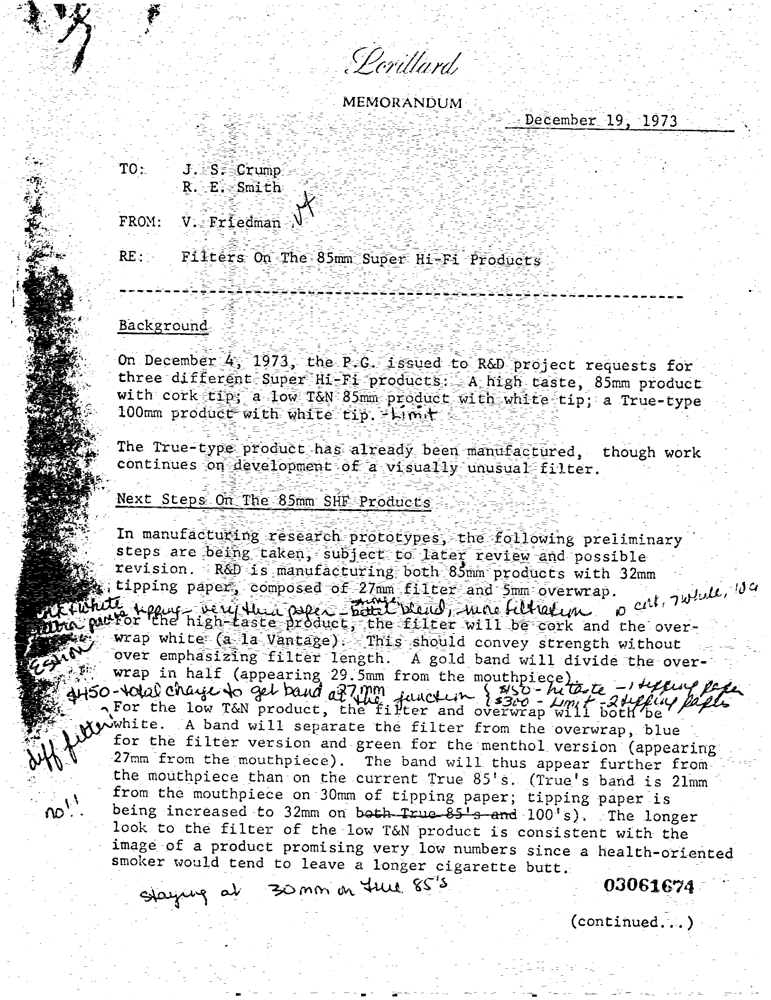 Lorillard
MEMORANDUM
December 19, 1973
TO: J. S. Crump
R. E. Smith
FROM: V. Friedman
RE: Filters On The 85mm Super Hi-Fi Products
Background
On December 4, 1973, the P.G. issued to R&D project requests for
three different Super Hi-Fi products: A high taste, 85mm product
with cork tip; a low T&N 85mm product with white tip; a True-type
100mm product with white tip. - Limit
The True-type product has already been manufactured, though work
continues on development of a visually unusual filter.
Next Steps On The 85mm SHF Products
In manufacturing research prototypes, the following preliminary
steps are being taken, subject to later review and possible
revision. R&D is manufacturing both 85mm products with 32mm
tipping paper, composed of 27mm filter and 5mm overwrap.
white tipping - very thin paper - blend, more filtration
For the high-taste product, the filter will be cork and the over-
wrap white (a la Vantage). This should convey strength without
over emphasizing filter length. A gold band will divide the over-
wrap in half (appearing 29.5mm from the mouthpiece).
$450 - total charge to get band at 27mm the junction { $150 - hi taste - 1 tipping paper
$300 - Limit - 2 tipping papers
For the low T&N product, the filter and overwrap will both be
white. A band will separate the filter from the overwrap, blue
diff filter
for the filter version and green for the menthol version (appearing
27mm from the mouthpiece). The band will thus appear further from
the mouthpiece than on the current True 85's. (True's band is 21mm
from the mouthpiece on 30mm of tipping paper; tipping paper is
no!! being increased to 32mm on both True 85's and 100's). The longer
look to the filter of the low T&N product is consistent with the
image of a product promising very low numbers since a health-oriented
smoker would tend to leave a longer cigarette butt.
staying at 30mm on True 85's
03061674
(continued...)